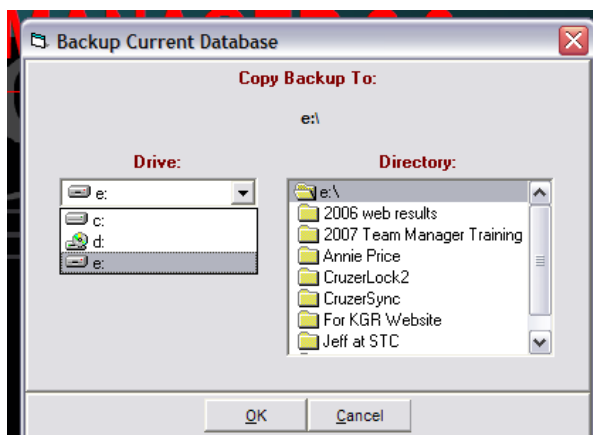 MANAGER
Backup Current Database
Copy Backup To:
e:\
Drive:
Directory:
e:
c:
d:
e:
e:\
2006 web results
2007 Team Manager Training
Annie Price
CruzerLock2
CruzerSync
For KGR Website
Jeff at STC
OK
Cancel